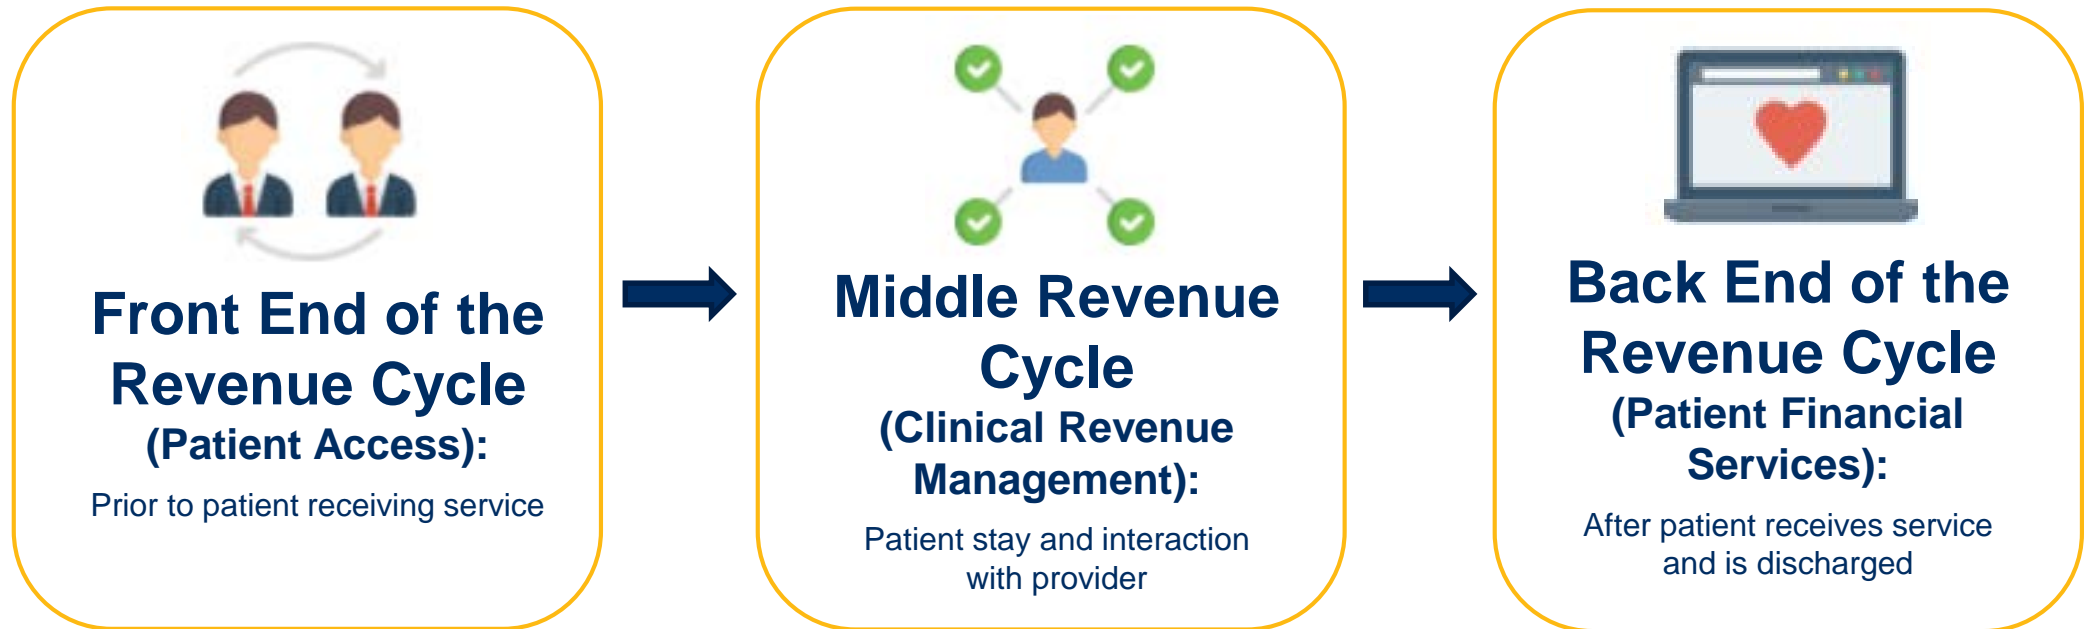 Front End of the
Revenue Cycle
(Patient Access):
Prior to patient receiving service
Middle Revenue
Cycle
(Clinical Revenue
Management):
Patient stay and interaction
with provider
Back End of the
Revenue Cycle
(Patient Financial
Services):
After patient receives service
and is discharged